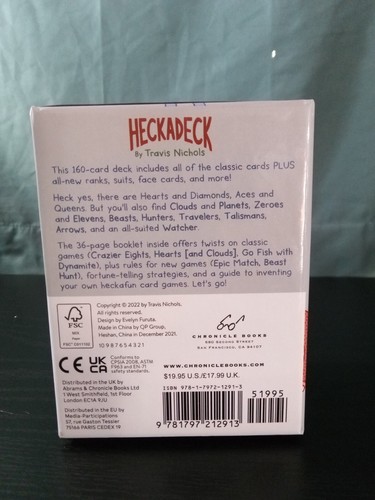 HECKADECK
By Travis Nichols
This 160-card deck includes all of the classic cards PLUS
all-new ranks, suits, face cards, and more!
Heck yes, there are Hearts and Diamonds, Aces and
Queens. But you'll also find Clouds and Planets, Zeroes
and Elevens, Beasts, Hunters, Travelers, Talismans,
Arrows, and an all-suited Watcher.
The 36-page booklet inside offers twists on classic
games (Crazier Eights, Hearts [and Clouds], Go Fish with
Dynamite), plus rules for new games (Epic Match, Beast
Hunt), fortune-telling strategies, and a guide to inventing
your own heckafun card games. Let's go!
FSC
MIX
Paper
Copyright © 2022 by Travis Nichols.
All rights reserved.
Design by Evelyn Furuta.
Made in China by QP Group,
Heshan, China in December 2021.
10 9 8 7 6 5 4 3 2 1
CHRONICLE BOOKS
680 SECOND STREET
SAN FRANCISCO, CA 94107
CE UK CA
Conforms to
CPSIA 2008, ASTM
F963 and EN-71
safety standards.
WWW.CHRONICLEBOOKS.COM
$19.95 U.S./£17.99 U.K.
Distributed in the UK by
Abrams & Chronicle Books Ltd
1 West Smithfield, 1st Floor
London EC1A 9JU
Distributed in the EU by
Media-Participations
57, rue Gaston Tessier
75166 PARIS CEDEX 19
ISBN 978-1-7972-1291-3
51995
9 781797 212913